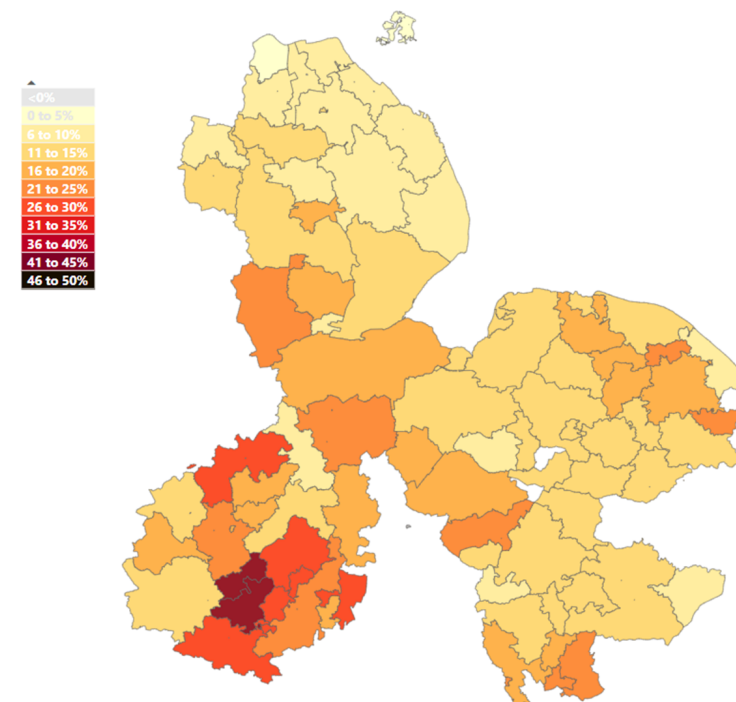 <0%
0 to 5%
6 to 10%
11 to 15%
16 to 20%
21 to 25%
26 to 30%
31 to 35%
36 to 40%
41 to 45%
46 to 50%